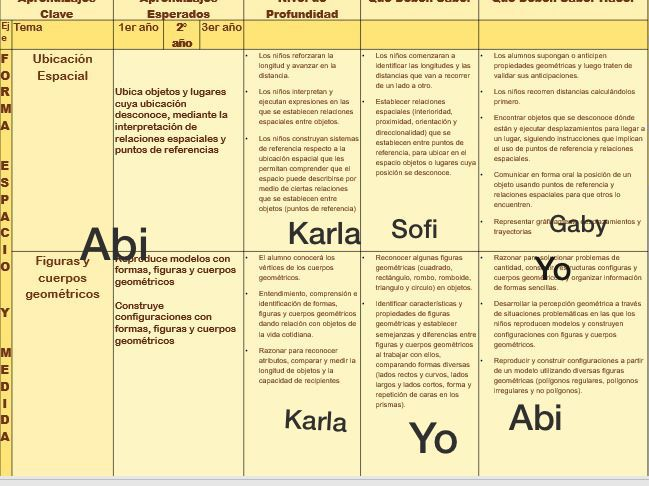 Aprendizajes
Clave
Aprendizajes
Esperados
Nivel de
Profundidad
Qué Deben Saber
Qué Deben Saber Hacer
Ej
e
Tema
1er año
2°
año
3er año
FORMA ESPACIO Y MEDIDA
Ubicación
Espacial
Ubica objetos y lugares
cuya ubicación
desconoce, mediante la
interpretación de
relaciones espaciales y
puntos de referencias
• Los niños reforzaran la
longitud y avanzar en la
distancia.
• Los niños interpretan y
ejecutan expresiones en las
que se establecen relaciones
espaciales entre objetos.
• Los niños construyan sistemas
de referencia respecto a la
ubicación espacial que les
permitan comprender que el
espacio puede describirse por
medio de ciertas relaciones
que se establecen entre
objetos (puntos de referencia)
• Los niños comenzaran a
identificar las longitudes y las
distancias que van a recorrer
de un lado a otro.
• Establecer relaciones
espaciales (interioridad,
proximidad, orientación y
direccionalidad) que se
establecen entre puntos de
referencia, para ubicar en el
espacio objetos o lugares cuya
posición se desconoce.
• Los alumnos supongan o anticipen
propiedades geométricas y luego traten de
validar sus anticipaciones.
• Los niños recorren distancias calculándolos
primero.
• Encontrar objetos que se desconoce dónde
están y ejecutar desplazamientos para llegar a
un lugar, siguiendo instrucciones que implican
el uso de puntos de referencia y relaciones
espaciales.
• Comunicar en forma oral la posición de un
objeto usando puntos de referencia y
relaciones espaciales para que otros lo
encuentren.
• Representar gráficamente desplazamientos y
trayectorias
Abi
Karla
Sofi
Gaby
Figuras y
cuerpos
geométricos
Reproduce modelos con
formas, figuras y cuerpos
geométricos
Construye
configuraciones con
formas, figuras y cuerpos
geométricos
• El alumno conocerá los
vértices de los cuerpos
geométricos.
• Entendimiento, comprensión e
identificación de formas,
figuras y cuerpos geométricos
dando relación con objetos de
la vida cotidiana.
• Razonar para reconocer
atributos, comparar y medir la
longitud de objetos y la
capacidad de recipientes
Karla
• Reconocer algunas figuras
geométricas (cuadrado,
rectángulo, rombo, romboide,
triangulo y circulo) en objetos.
• Identificar características y
propiedades de figuras
geométricas y establecer
semejanzas y diferencias entre
figuras y cuerpos geométricos
al trabajar con ellos,
comparando formas diversas
(lados rectos y curvos, lados
largos y lados cortos, forma y
repetición de caras en los
prismas).
Yo
• Razonar para solucionar problemas de
cantidad, construir estructuras configuras y
cuerpos geométricos, y organizar información
de formas sencillas.
Yo
• Desarrollar la percepción geométrica a través
de situaciones problemáticas en las que los
niños reproducen modelos y construyen
configuraciones con figuras y cuerpos
geométricos.
• Reproducir y construir configuraciones a partir
de un modelo utilizando diversas figuras
geométricas (polígonos regulares, polígonos
irregulares y no polígonos).
Abi